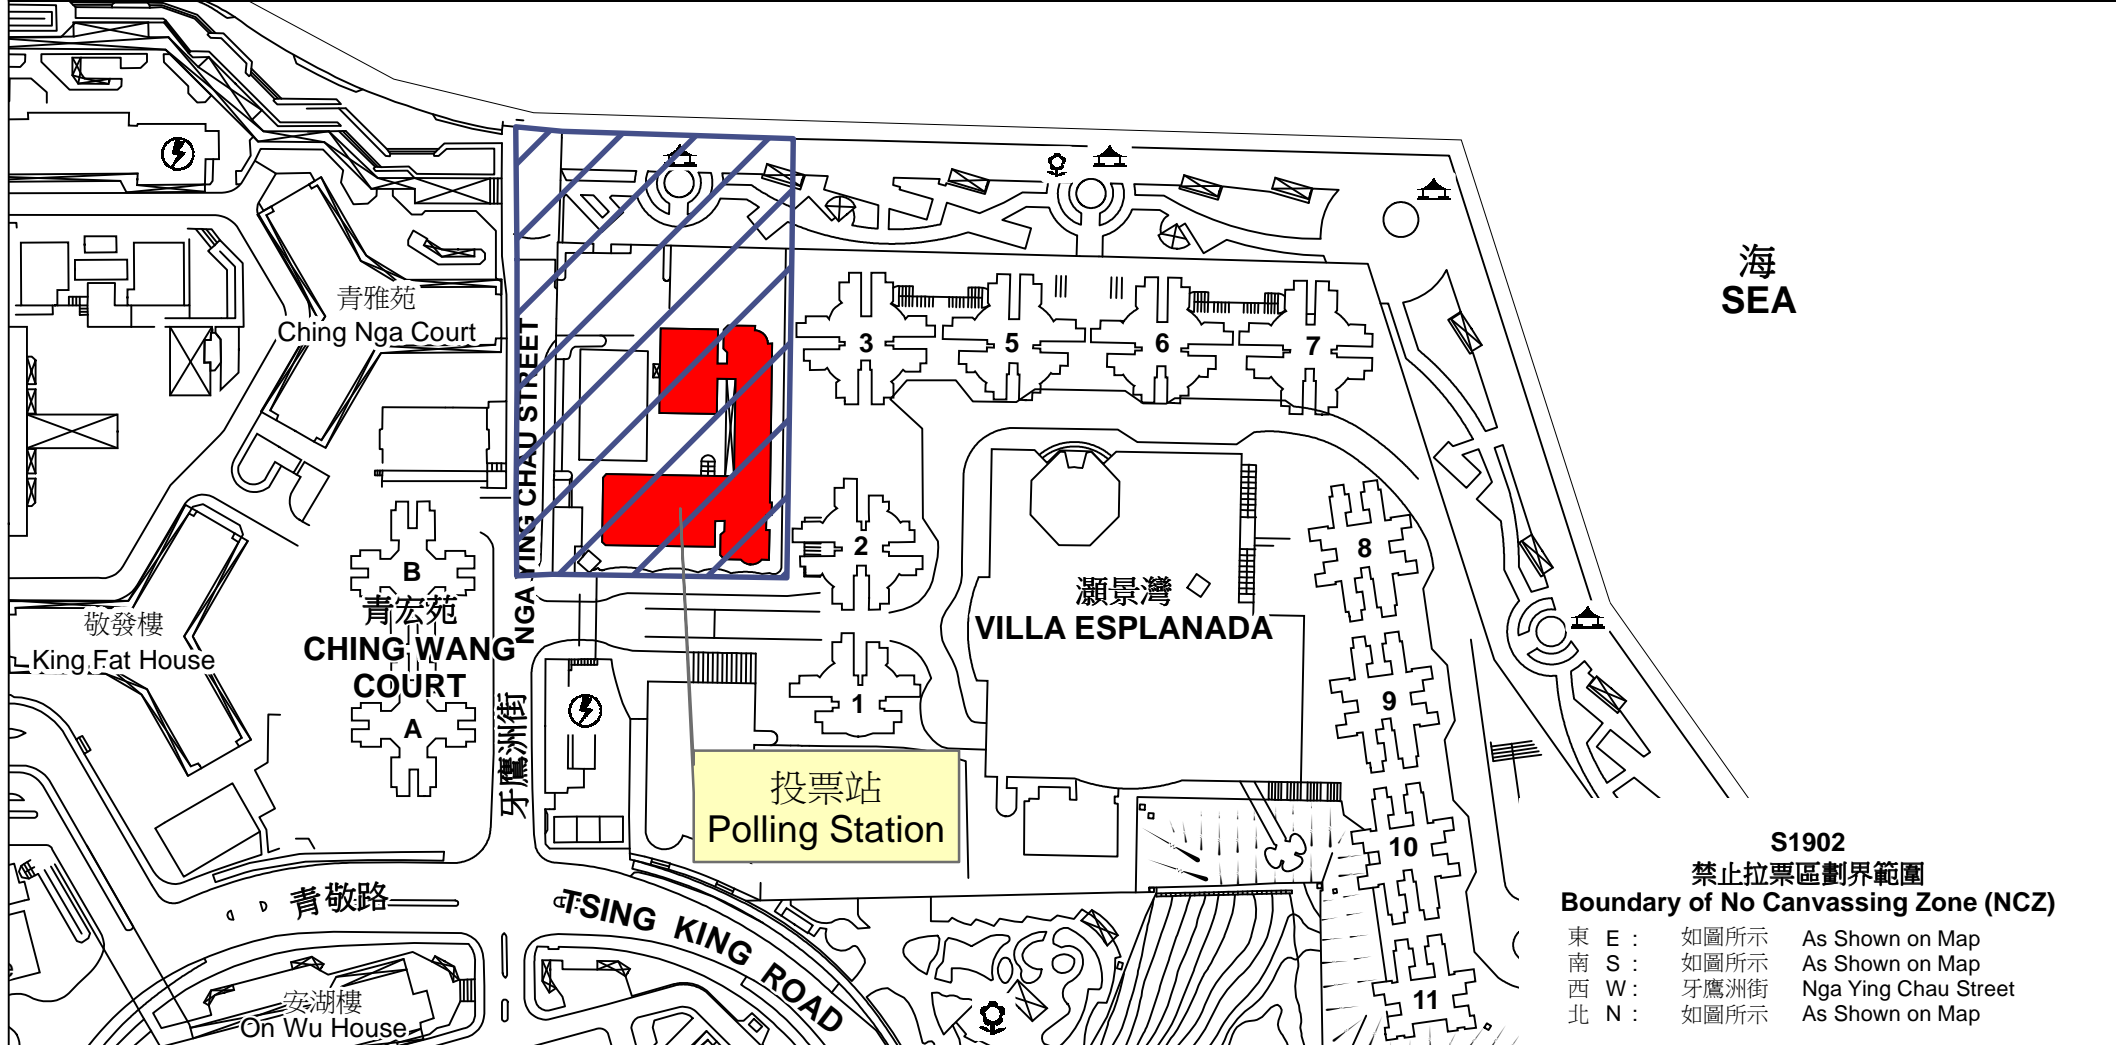 海
SEA
青雅苑
Ching Nga Court
NGA YING CHAU STREET
牙鷹洲街
3
5
6
7
2
8
B
青宏苑
CHING WANG
COURT
A
敬發樓
King Fat House
灝景灣
VILLA ESPLANADA
1
9
投票站
Polling Station
10
11
青敬路
TSING KING ROAD
安湖樓
On Wu House
S1902
禁止拉票區劃界範圍
Boundary of No Canvassing Zone (NCZ)
東 E : 如圖所示 As Shown on Map
南 S : 如圖所示 As Shown on Map
西 W : 牙鷹洲街 Nga Ying Chau Street
北 N : 如圖所示 As Shown on Map